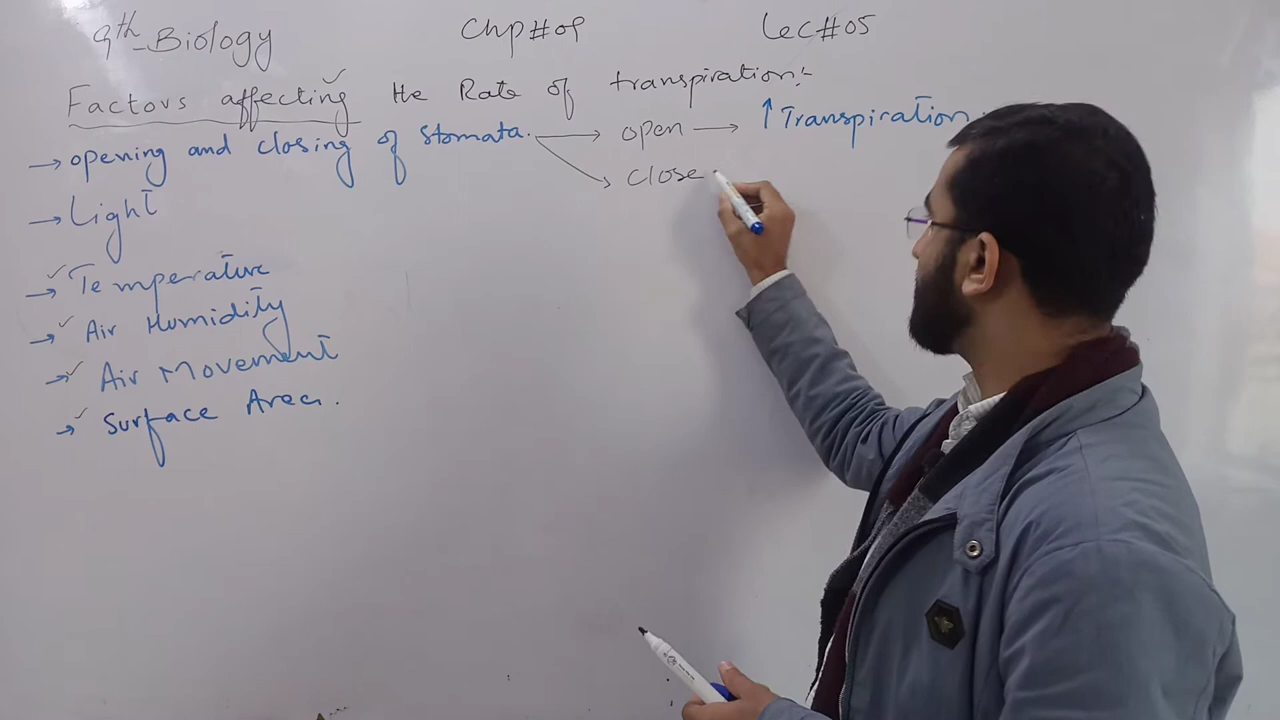 9th-Biology Chp#09 Lec#05
Factors affecting the Rate of transpiration:-
→ opening and closing of stomata. → open → ↑Transpiration.
→ close
→ Light
→ Temperature
→ Air Humidity
→ Air Movement
→ Surface Area.